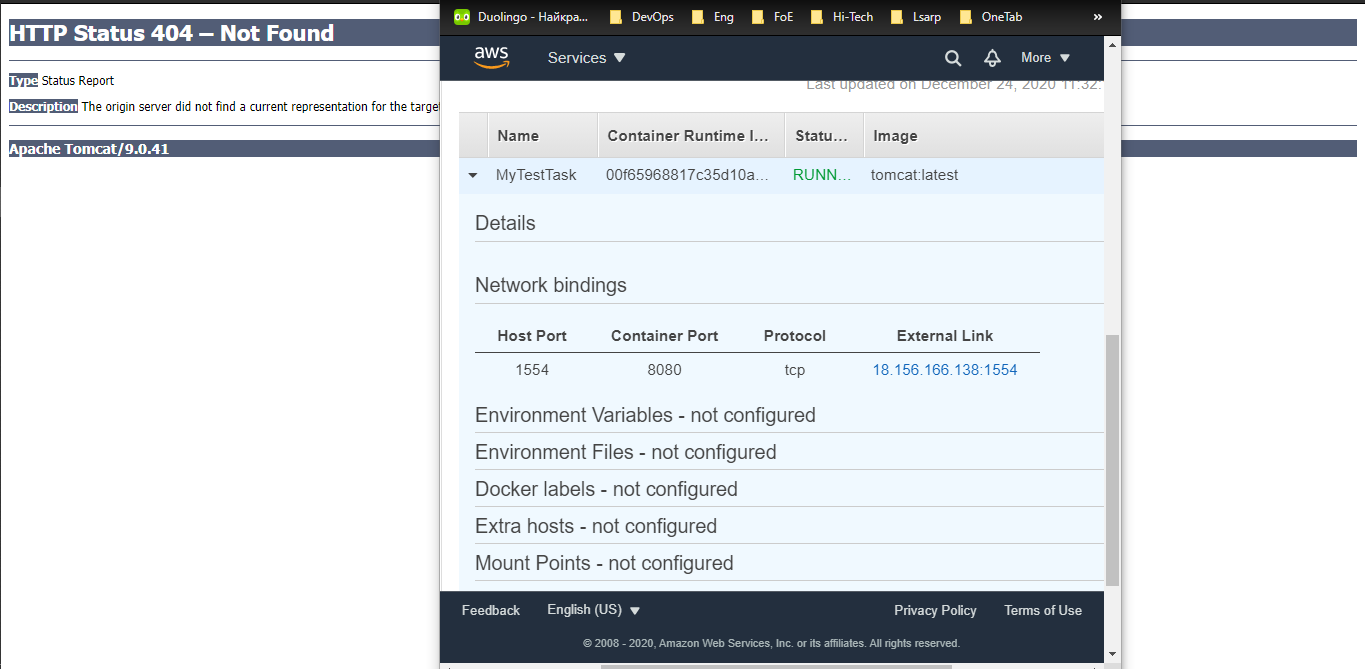 HTTP Status 404 – Not Found
Type Status Report
Description The origin server did not find a current representation for the targe
Apache Tomcat/9.0.41
Duolingo - Найкра... DevOps Eng FoE Hi-Tech Lsarp OneTab »
aws Services More
Last updated on December 24, 2020 11:32:
Name Container Runtime I... Statu... Image
MyTestTask 00f65968817c35d10a... RUNN... tomcat:latest
Details
Network bindings
Host Port Container Port Protocol External Link
1554 8080 tcp 18.156.166.138:1554
Environment Variables - not configured
Environment Files - not configured
Docker labels - not configured
Extra hosts - not configured
Mount Points - not configured
Feedback English (US) Privacy Policy Terms of Use
© 2008 - 2020, Amazon Web Services, Inc. or its affiliates. All rights reserved.